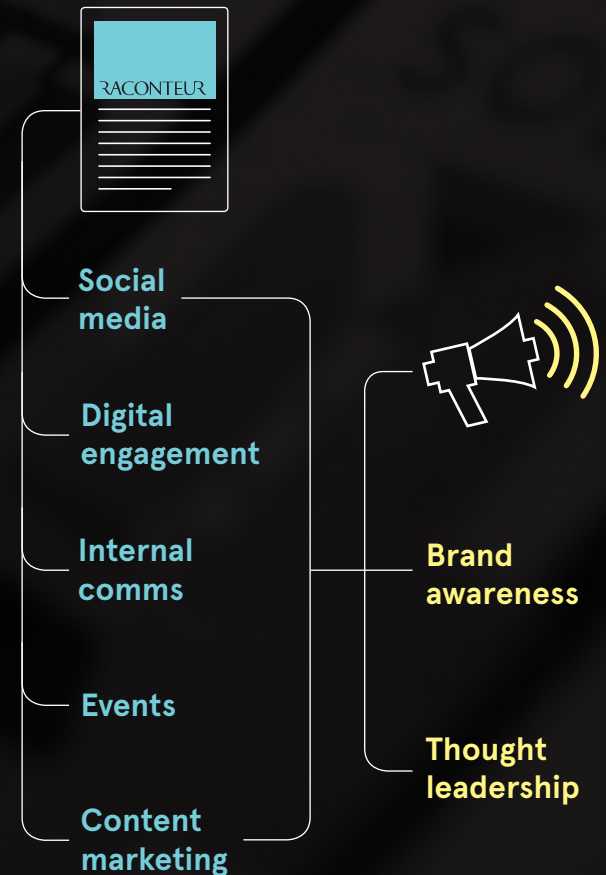 RACONTEUR
Social
media
Digital
engagement
Internal
comms
Events
Content
marketing
Brand
awareness
Thought
leadership